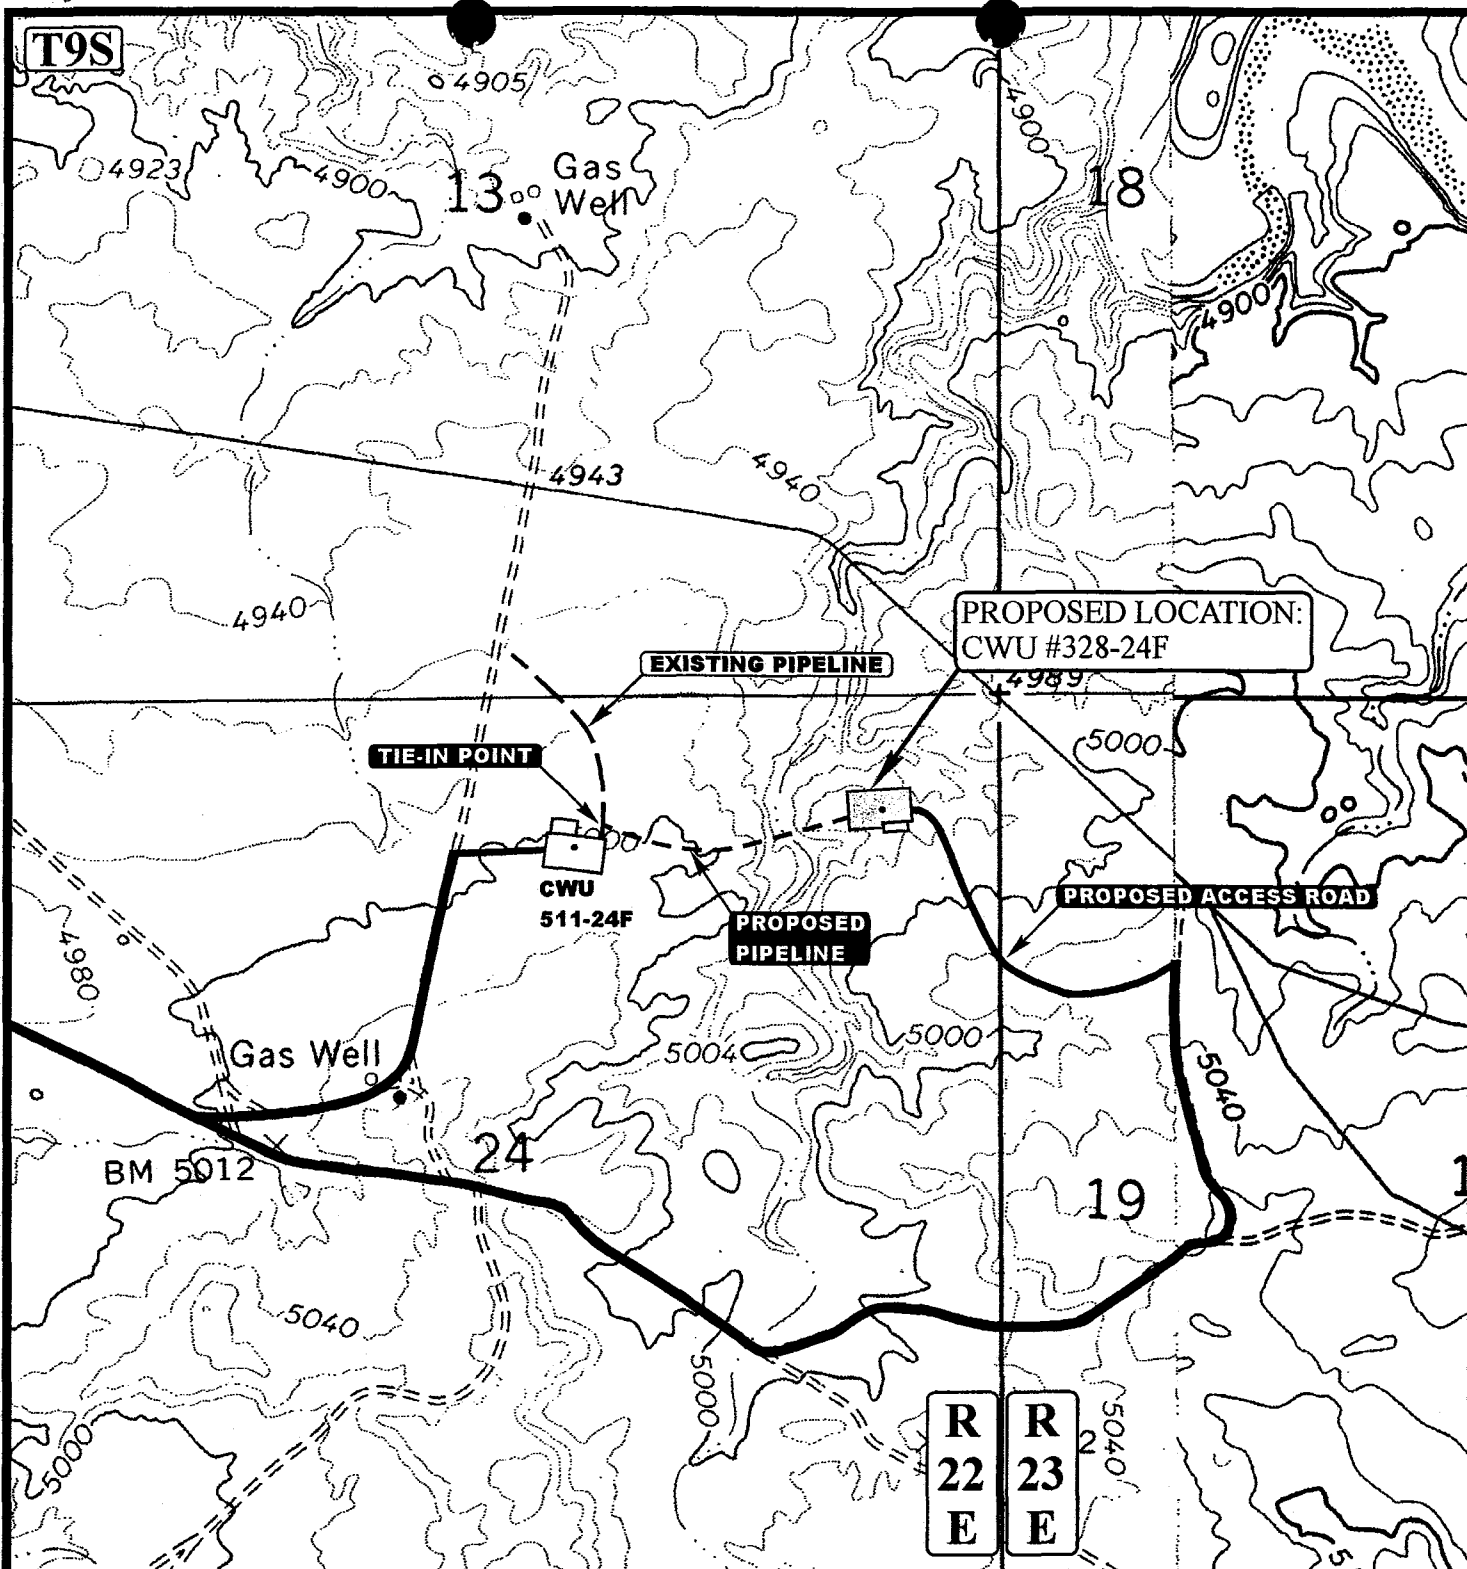 T9S
4905
4923
4900
13
Gas
Well
4900
18
4900
4943
4940
4940
PROPOSED LOCATION:
CWU #328-24F
EXISTING PIPELINE
4989
TIE-IN POINT
5000
CWU
511-24F
PROPOSED
PIPELINE
PROPOSED ACCESS ROAD
4980
Gas Well
5004
5000
5040
BM 5012
24
19
5040
5000
5000
R
22
E
R
23
E
2
5040